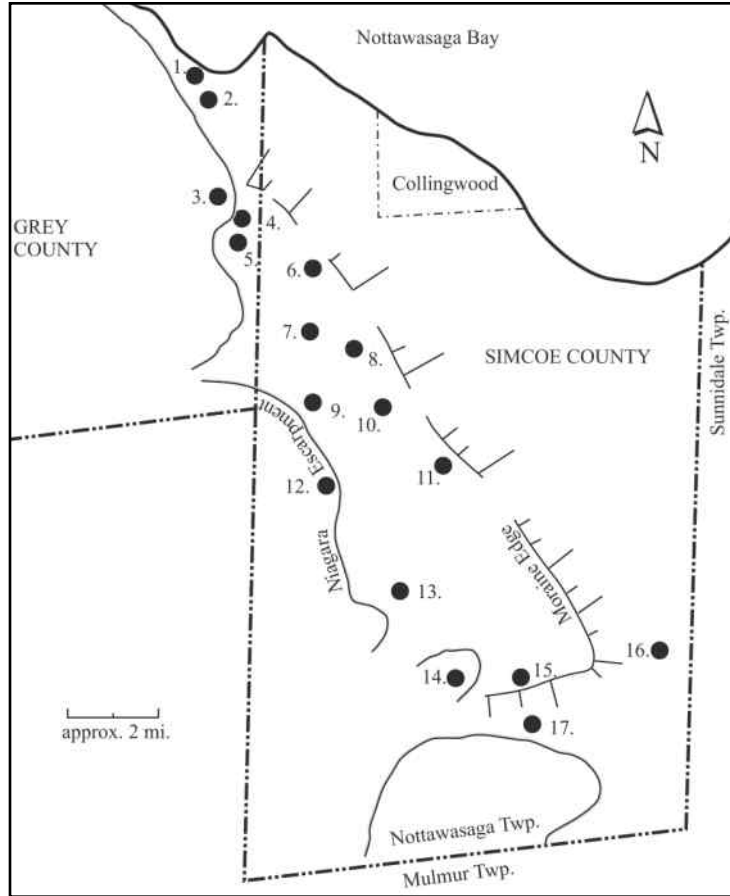 Nottawasaga Bay
1.
2.
N
Collingwood
3.
4.
GREY
COUNTY
5.
6.
7.
8.
SIMCOE COUNTY
Sunnidale Twp.
9.
10.
Escarpment
11.
12.
Niagara
Moraine Edge
13.
16.
14.
15.
approx. 2 mi.
17.
Nottawasaga Twp.
Mulmur Twp.